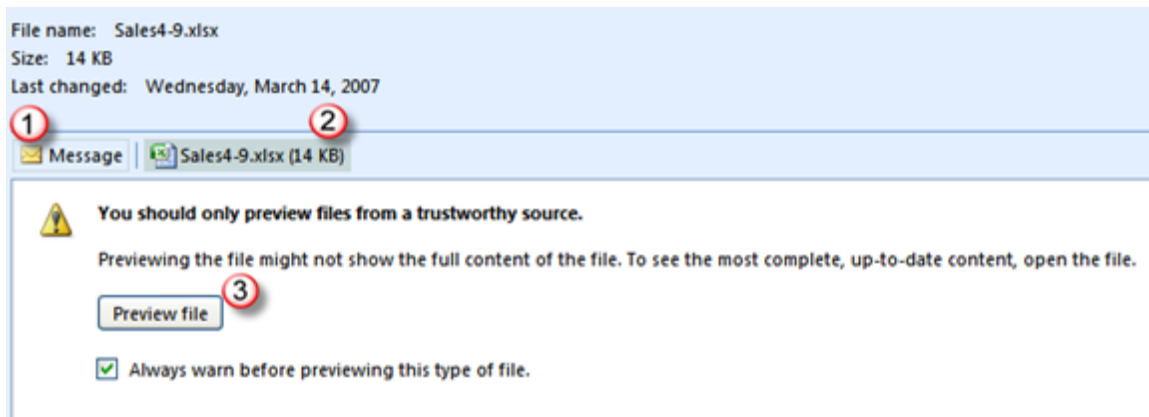 File name: Sales4-9.xlsx
Size: 14 KB
Last changed: Wednesday, March 14, 2007
1 2
Message Sales4-9.xlsx (14 KB)
You should only preview files from a trustworthy source.
Previewing the file might not show the full content of the file. To see the most complete, up-to-date content, open the file.
3
Preview file
Always warn before previewing this type of file.